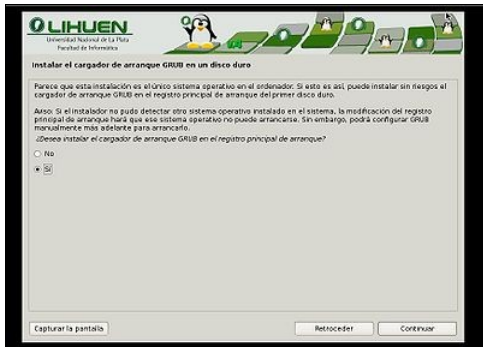 LIHUEN
Universidad Nacional de La Plata
Facultad de Informática
Instalar el cargador de arranque GRUB en un disco duro
Parece que esta instalación es el único sistema operativo en el ordenador. Si esto es así, puede instalar sin riesgos el
cargador de arranque GRUB en el registro principal de arranque del primer disco duro.
Aviso: Si el instalador no pudo detectar otro sistema operativo instalado en el sistema, la modificación del registro
principal de arranque hará que ese sistema operativo no puede arrancarse. Sin embargo, podrá configurar GRUB
manualmente más adelante para arrancarlo.
¿Desea instalar el cargador de arranque GRUB en el registro principal de arranque?
No
Sí
Capturar la pantalla
Retroceder
Continuar